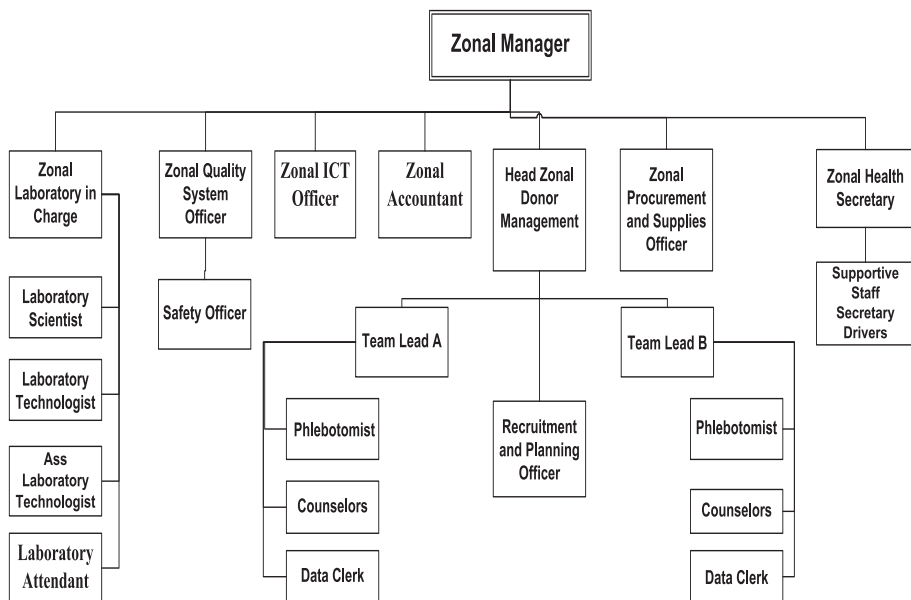 Zonal Manager
Zonal
Laboratory in
Charge
Zonal Quality
System
Officer
Zonal ICT
Officer
Zonal
Accountant
Head Zonal
Donor
Management
Zonal
Procurement
and Supplies
Officer
Zonal Health
Secretary
Laboratory
Scientist
Laboratory
Technologist
Ass
Laboratory
Technologist
Laboratory
Attendant
Safety Officer
Team Lead A
Phlebotomist
Counselors
Data Clerk
Recruitment
and Planning
Officer
Team Lead B
Phlebotomist
Counselors
Data Clerk
Supportive
Staff
Secretary
Drivers